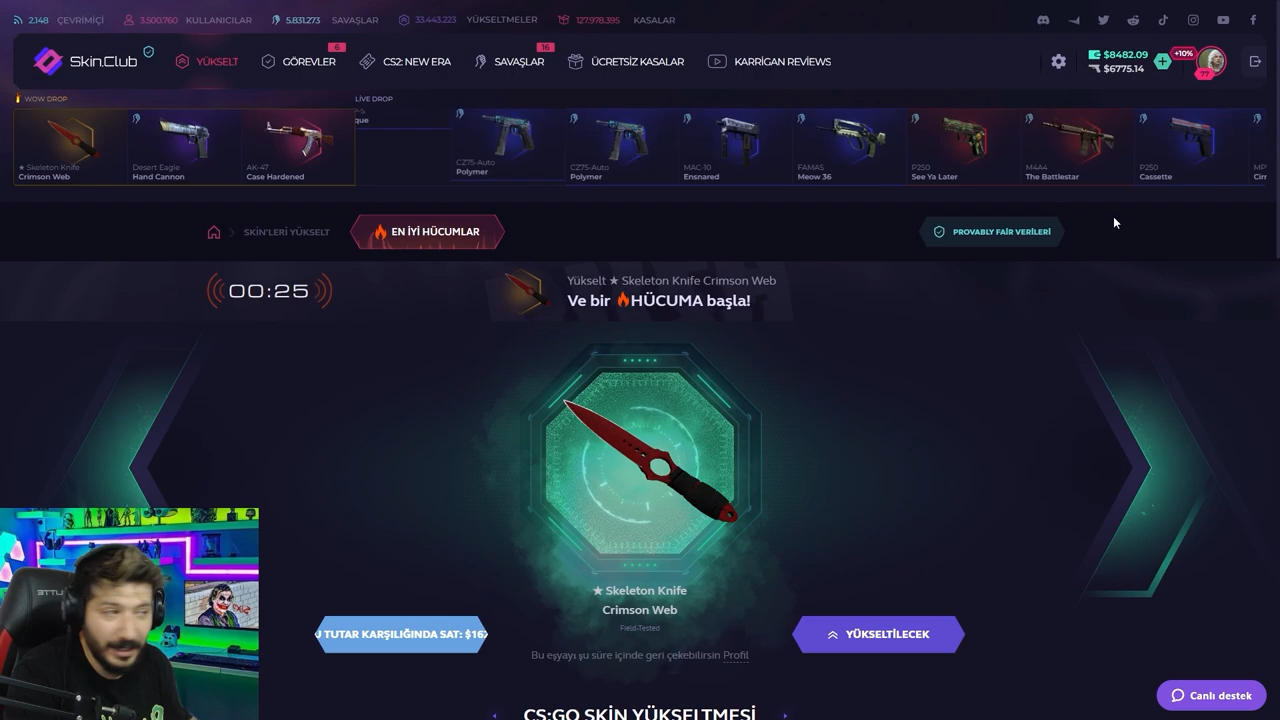 2.148 ÇEVRİMİÇİ 3.500.760 KULLANICILAR 5.831.273 SAVAŞLAR 33.443.223 YÜKSELTMELER 127.978.395 KASALAR
Skin.Club YÜKSELT 6 GÖREVLER CS2: NEW ERA 16 SAVAŞLAR ÜCRETSİZ KASALAR KARRIGAN REVIEWS
$8482.09
$6775.14
+10%
77
WOW DROP
LIVE DROP
★ Skeleton Knife
Crimson Web
Desert Eagle
Hand Cannon
AK-47
Case Hardened
que
CZ75-Auto
Polymer
CZ75-Auto
Polymer
MAC-10
Ensnared
FAMAS
Meow 36
P250
See Ya Later
M4A4
The Battlestar
P250
Cassette
SKİN'LERİ YÜKSELT
EN İYİ HÜCUMLAR
PROVABLY FAİR VERİLERİ
00:25
Yükselt ★ Skeleton Knife Crimson Web
Ve bir HÜCUMA başla!
★ Skeleton Knife
Crimson Web
Field-Tested
TUTAR KARŞILIĞINDA SAT:
YÜKSELTİLECEK
Bu eşyayı şu süre içinde geri çekebilirsin Profil
CS:GO SKİN YÜKSELTMESİ
Canlı destek